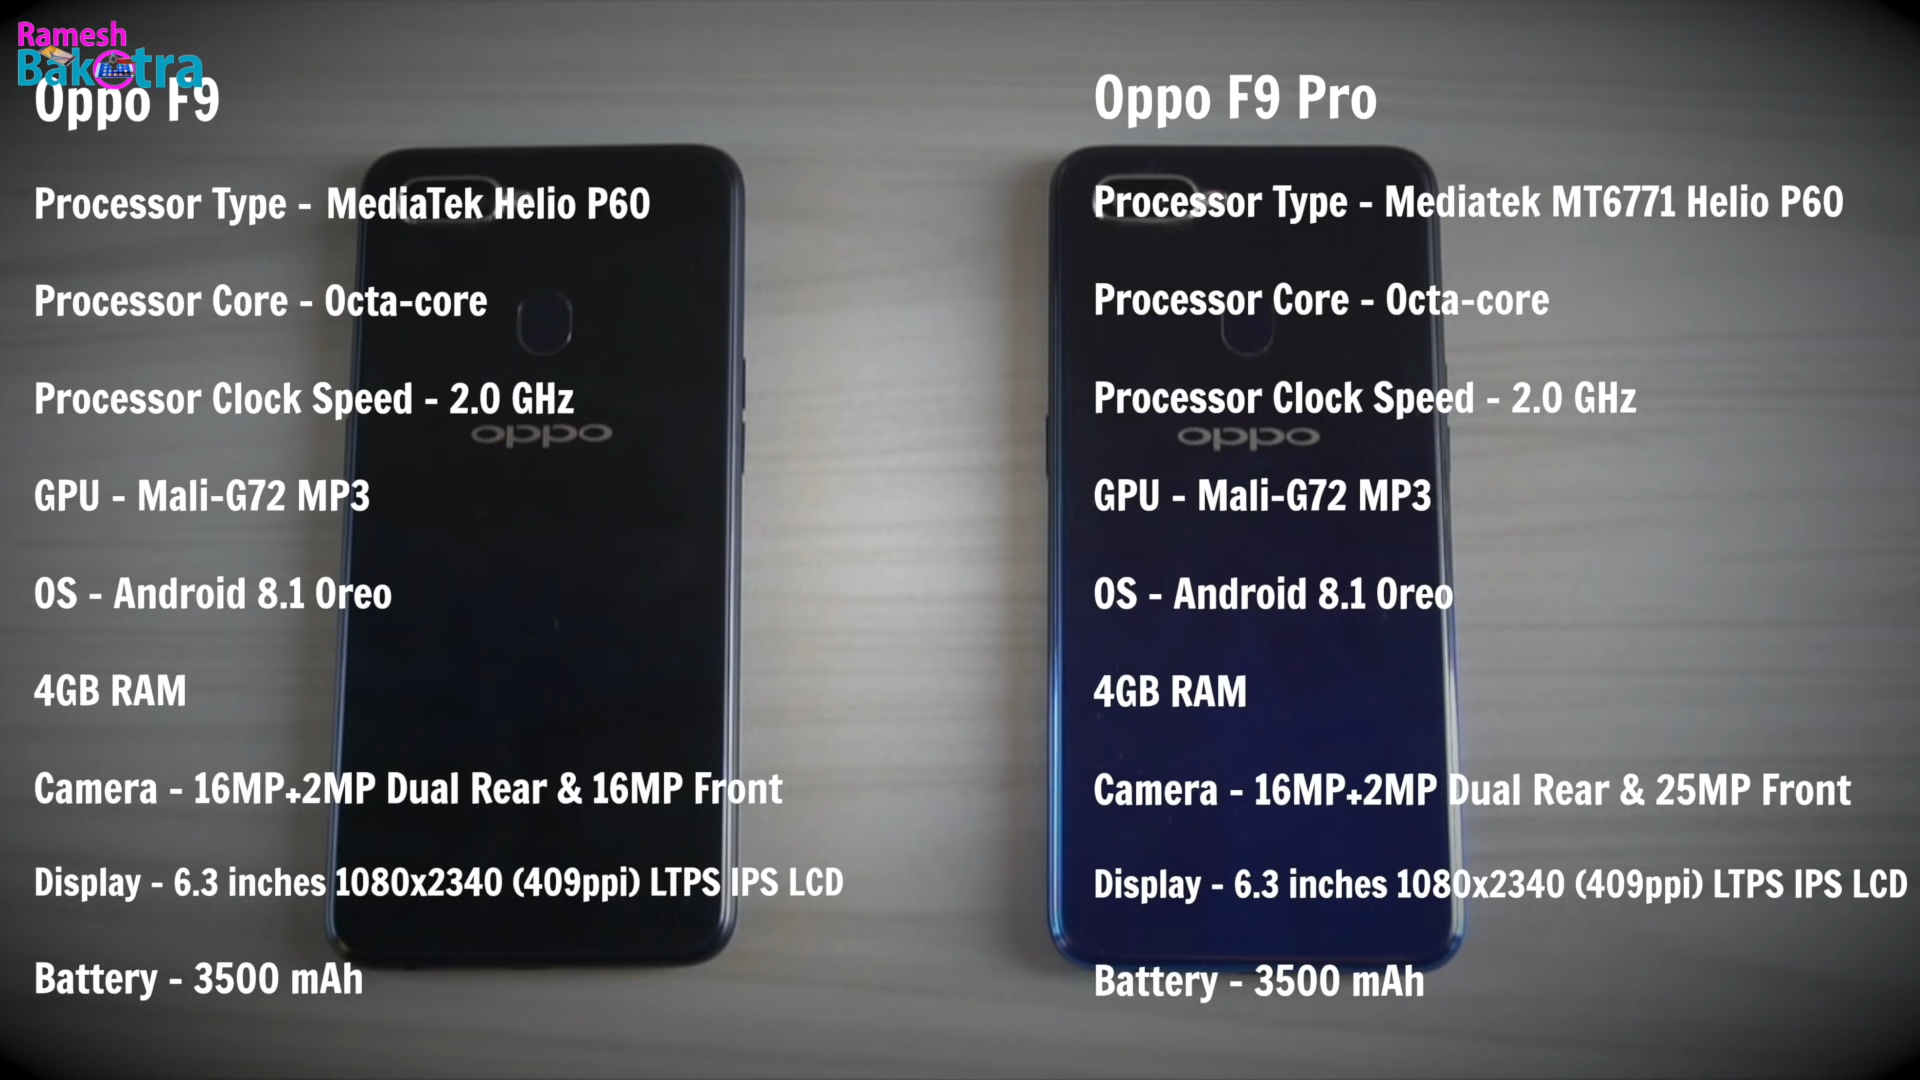 Ramesh
Bakotra
Oppo F9
Processor Type - MediaTek Helio P60
Processor Core - Octa-core
Processor Clock Speed - 2.0 GHz
oppo
GPU - Mali-G72 MP3
OS - Android 8.1 Oreo
4GB RAM
Camera - 16MP+2MP Dual Rear & 16MP Front
Display - 6.3 inches 1080x2340 (409ppi) LTPS IPS LCD
Battery - 3500 mAh
Oppo F9 Pro
Processor Type - Mediatek MT6771 Helio P60
Processor Core - Octa-core
Processor Clock Speed - 2.0 GHz
oppo
GPU - Mali-G72 MP3
OS - Android 8.1 Oreo
4GB RAM
Camera - 16MP+2MP Dual Rear & 25MP Front
Display - 6.3 inches 1080x2340 (409ppi) LTPS IPS LCD
Battery - 3500 mAh